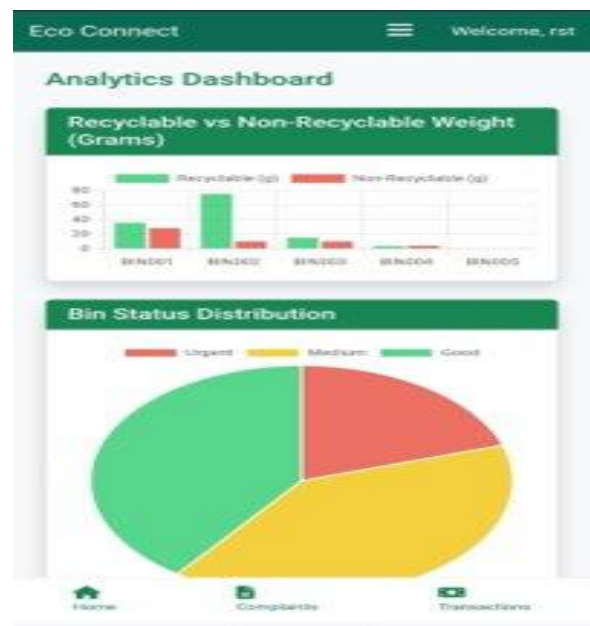 Eco Connect
Welcome, rst
Analytics Dashboard
Recyclable vs Non-Recyclable Weight
(Grams)
Recyclable (g) Non-Recyclable (g)
80
60
40
20
0
BIN001 BIN002 BIN003 BIN004 BIN005
Bin Status Distribution
Urgent Medium Good
Home Complaints Transactions